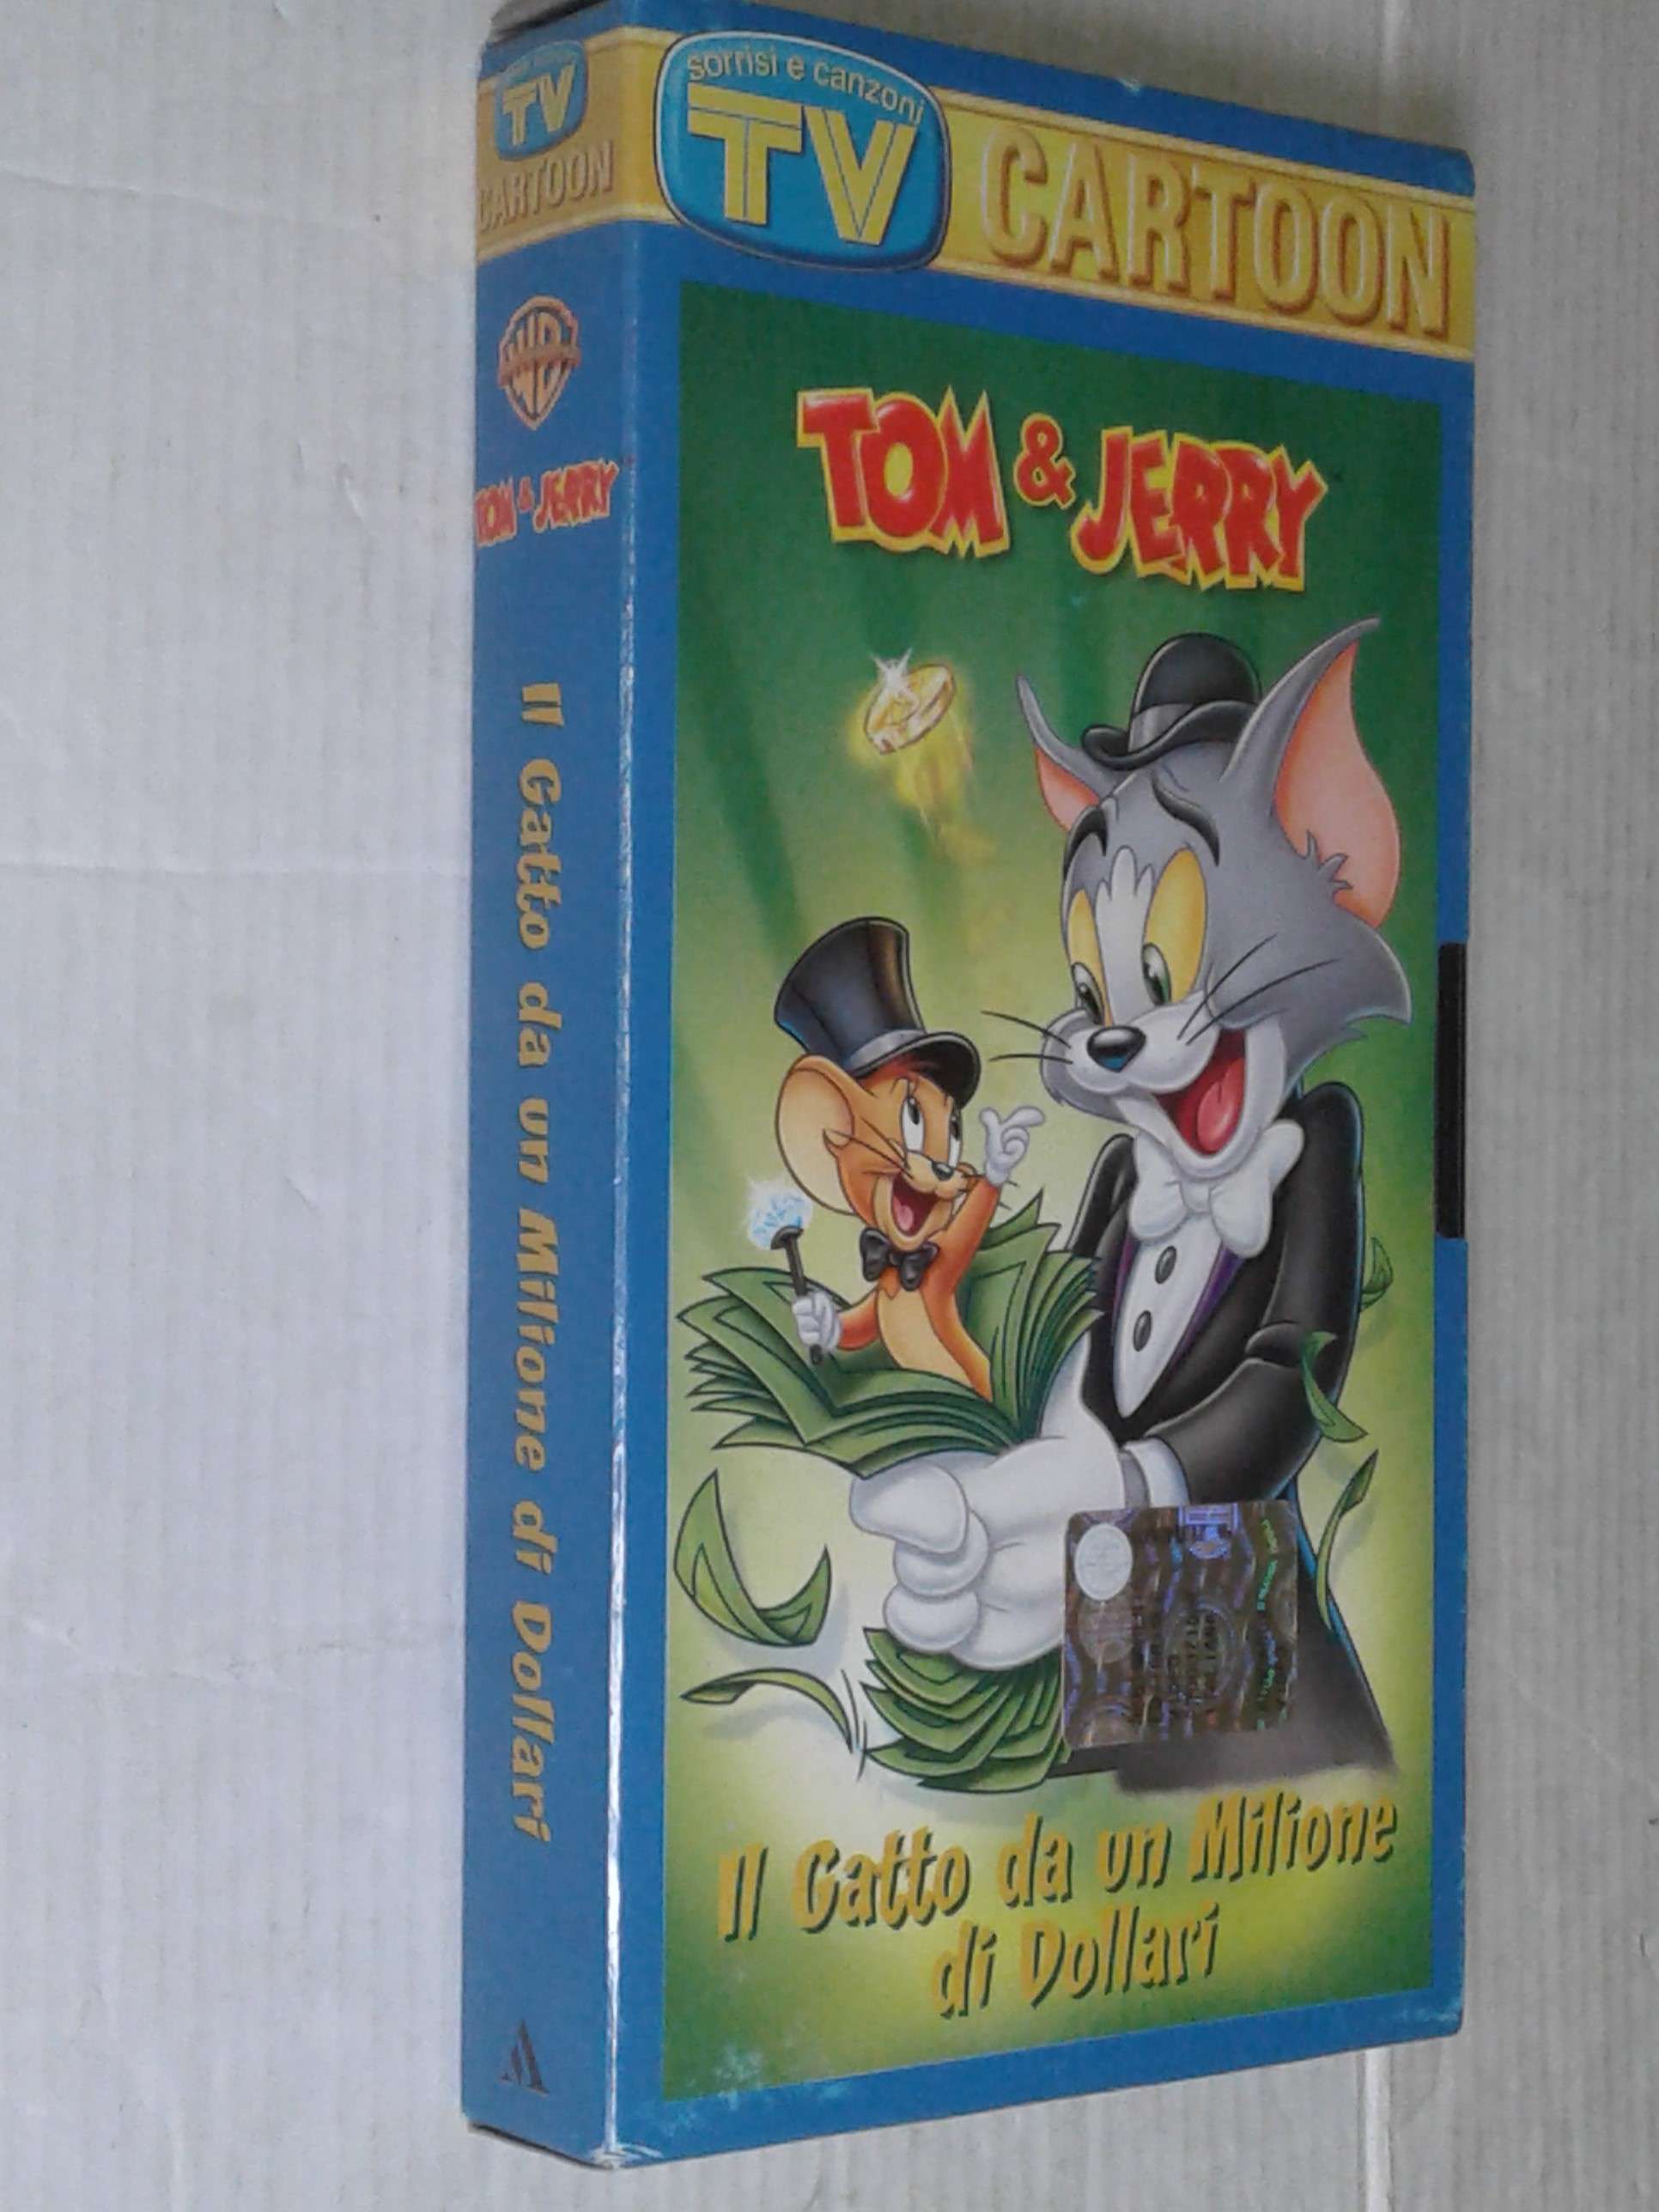 sorrisi e canzoni
TV
CARTOON
TOM & JERRY
Il Gatto da un Milione
di Dollari
TV
CARTOON
WB
TOM & JERRY
Il Gatto da un Milione di Dollari